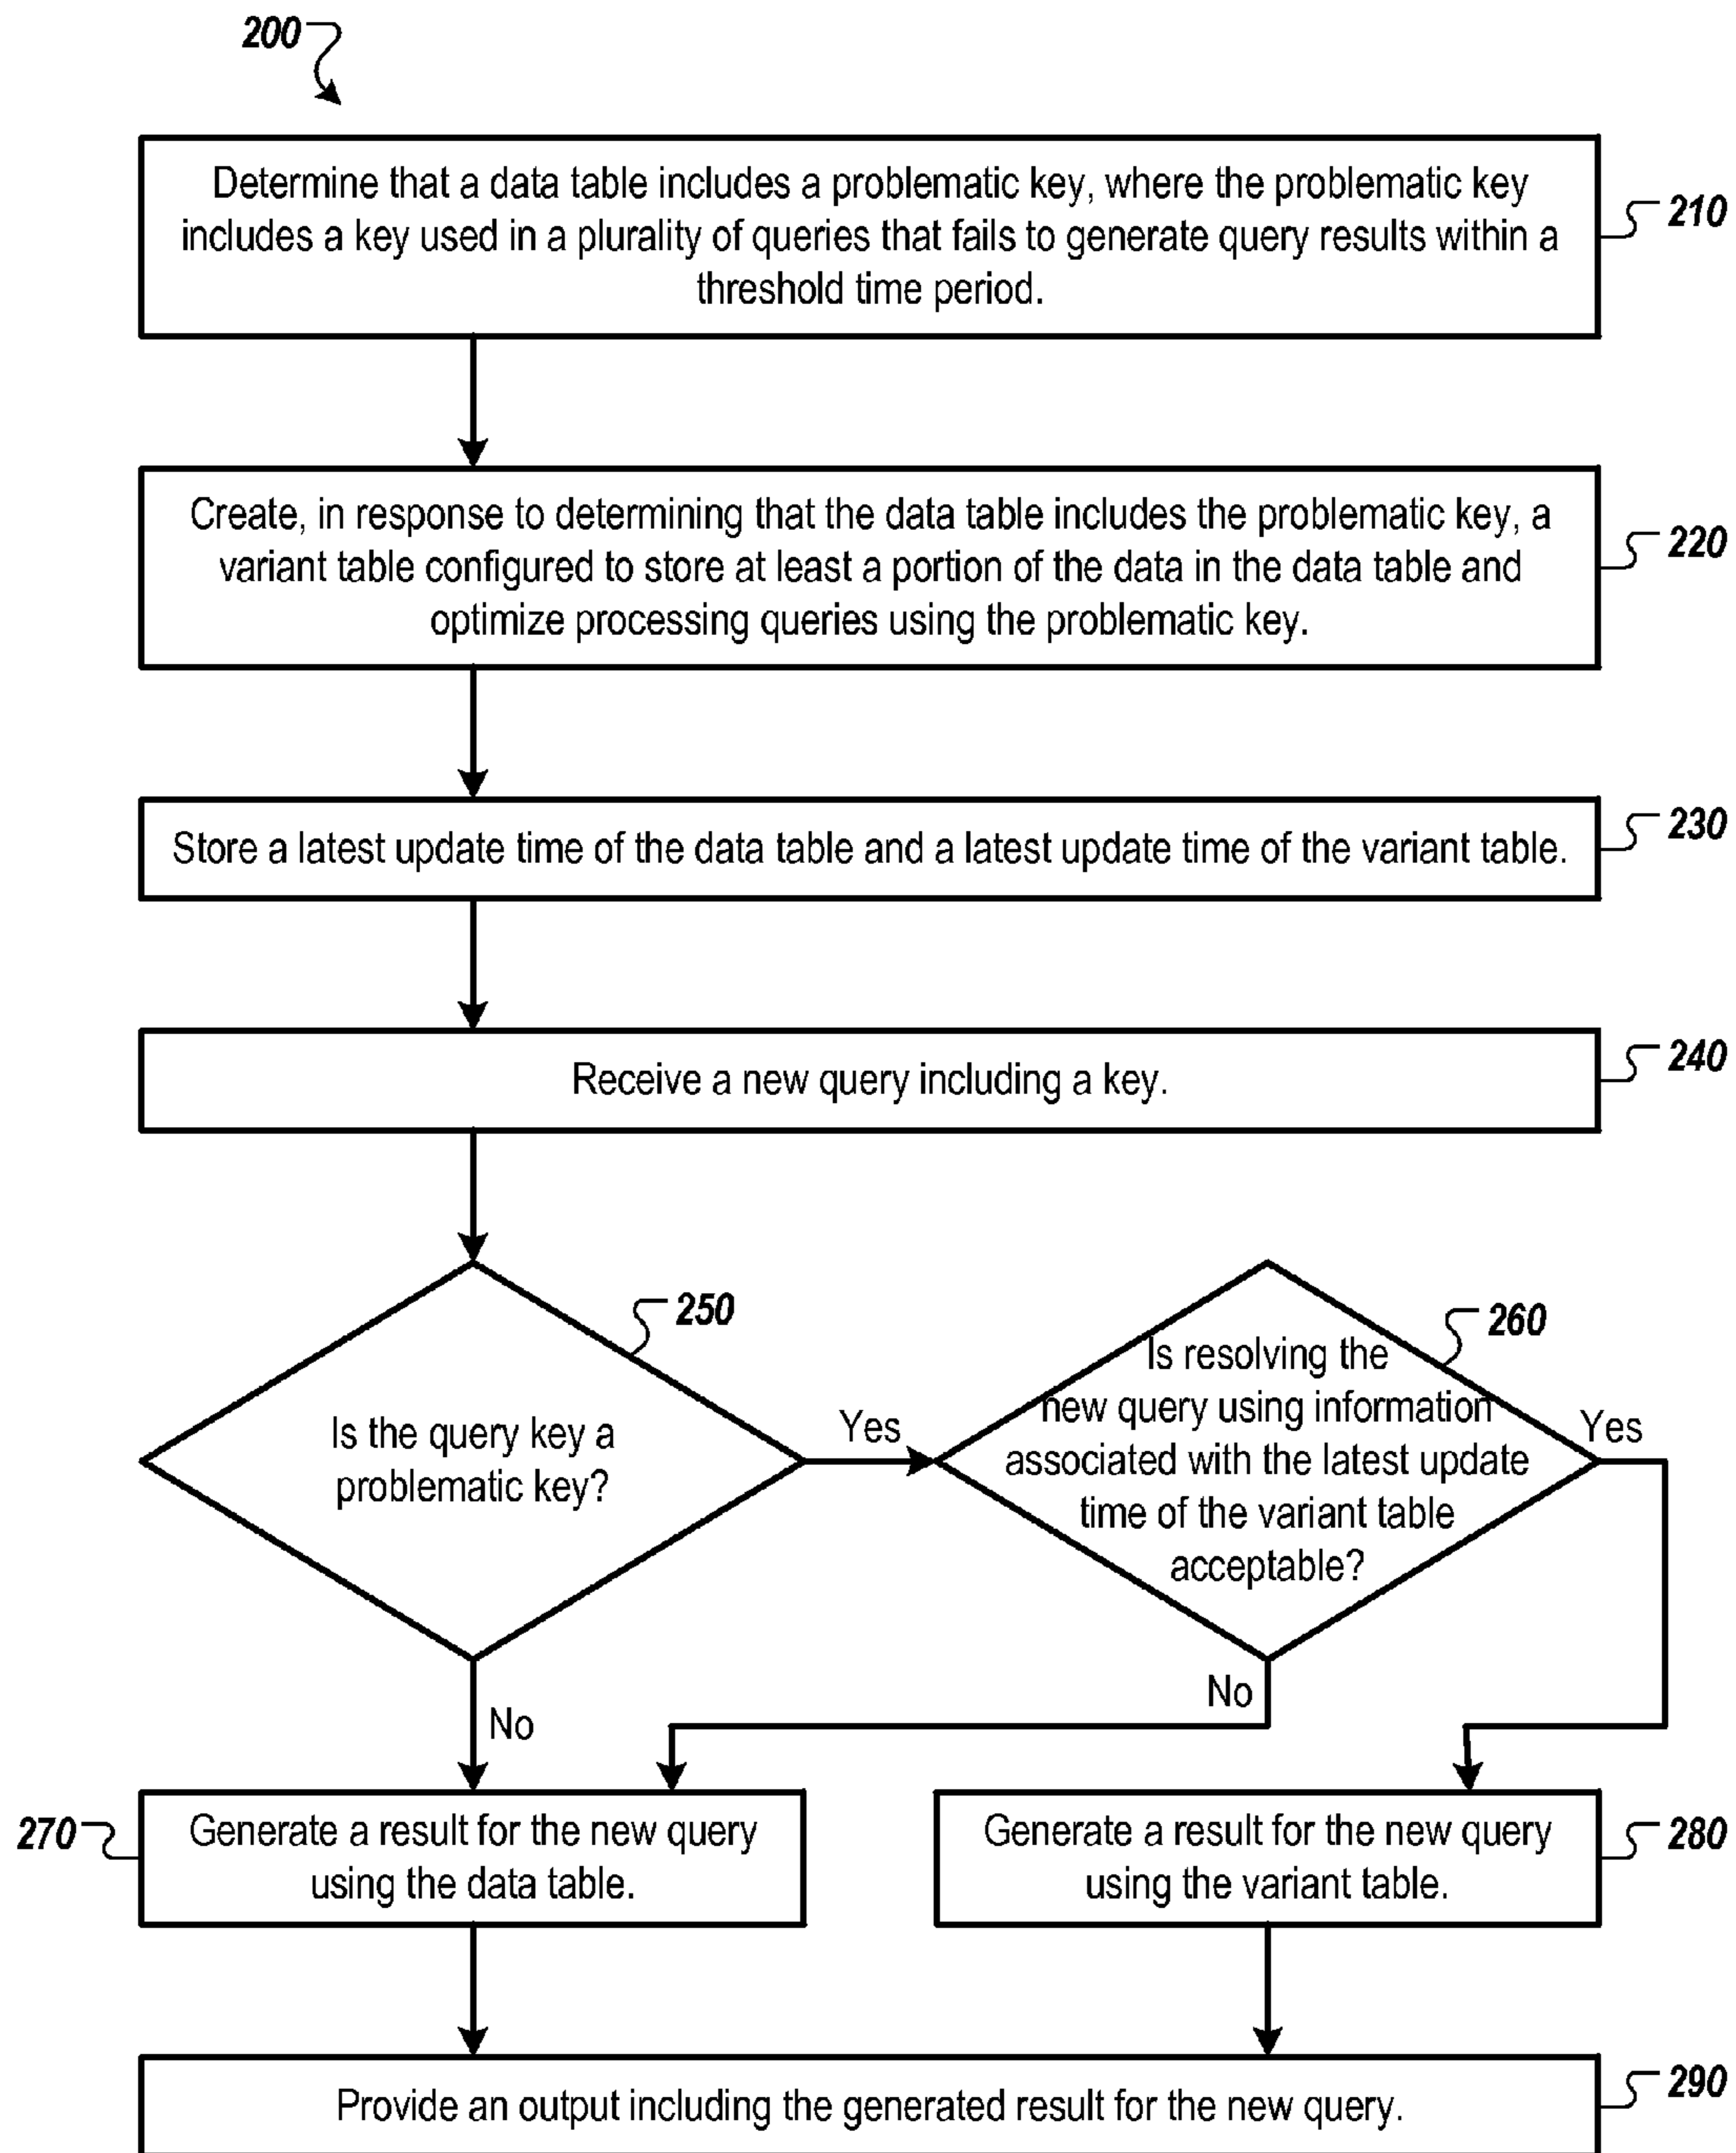 200
Determine that a data table includes a problematic key, where the problematic key
includes a key used in a plurality of queries that fails to generate query results within a
threshold time period.
210
Create, in response to determining that the data table includes the problematic key, a
variant table configured to store at least a portion of the data in the data table and
optimize processing queries using the problematic key.
220
Store a latest update time of the data table and a latest update time of the variant table.
230
Receive a new query including a key.
240
Is the query key a
problematic key?
250
Yes
No
Is resolving the
new query using information
associated with the latest update
time of the variant table
acceptable?
260
Yes
No
270
Generate a result for the new query
using the data table.
Generate a result for the new query
using the variant table.
280
Provide an output including the generated result for the new query.
290